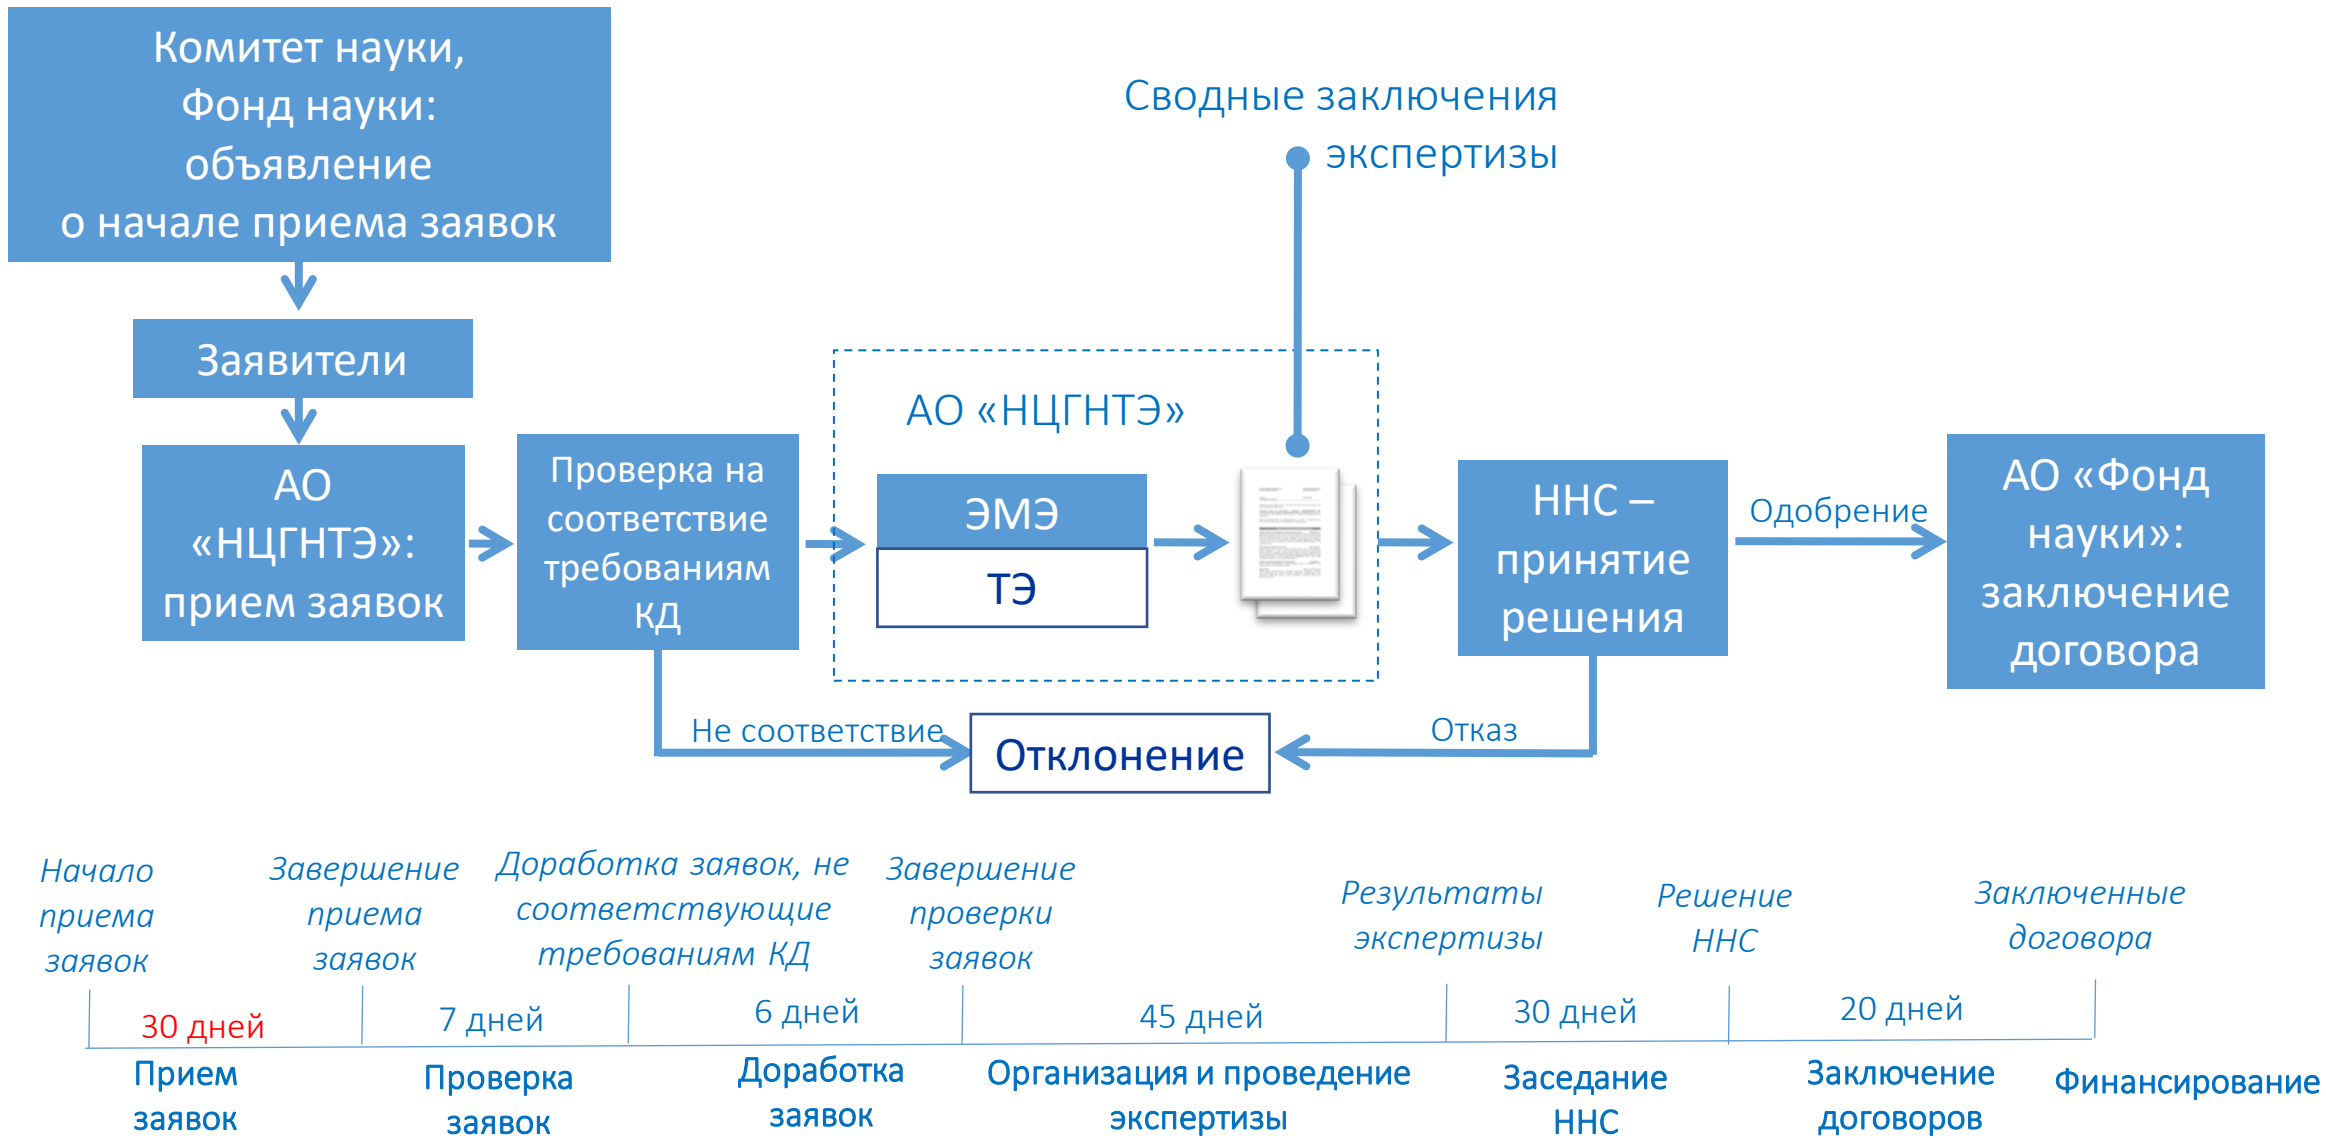 Комитет науки,
Фонд науки:
объявление
о начале приема заявок
Сводные заключения
экспертизы
Заявители
АО
«НЦГНТЭ»:
прием заявок
Проверка на
соответствие
требованиям
КД
АО «НЦГНТЭ»
ЭМЭ
ТЭ
ННС –
принятие
решения
Одобрение
АО «Фонд
науки»:
заключение
договора
Не соответствие
Отклонение
Отказ
Начало
приема
заявок
Завершение
приема
заявок
Доработка заявок, не
соответствующие
требованиям КД
Завершение
проверки
заявок
Результаты
экспертизы
Решение
ННС
Заключенные
договора
30 дней
7 дней
6 дней
45 дней
30 дней
20 дней
Прием
заявок
Проверка
заявок
Доработка
заявок
Организация и проведение
экспертизы
Заседание
ННС
Заключение
договоров
Финансирование